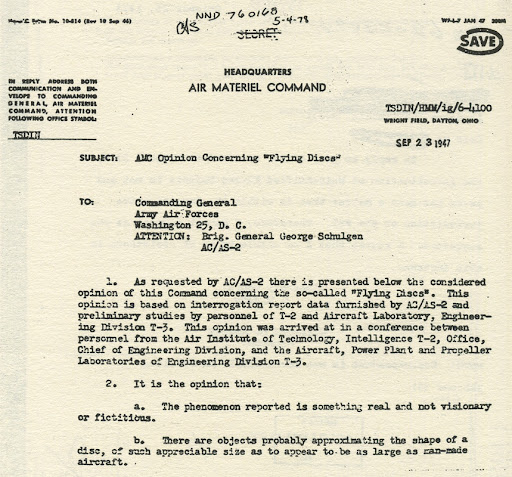 NND 760168
5-4-78
SECRET
WF-L-7 JAN 47 200M
SAVE
HEADQUARTERS
AIR MATERIEL COMMAND
IN REPLY ADDRESS BOTH
COMMUNICATION AND EN-
VELOPE TO COMMANDING
GENERAL, AIR MATERIEL
COMMAND, ATTENTION
FOLLOWING OFFICE SYMBOL:
TSDIN
TSDIN/HMM/ig/6-4100
WRIGHT FIELD, DAYTON, OHIO
SEP 23 1947
SUBJECT: AMC Opinion Concerning "Flying Discs"
TO: Commanding General
Army Air Forces
Washington 25, D. C.
ATTENTION: Brig. General George Schulgen
AC/AS-2
1. As requested by AC/AS-2 there is presented below the considered
opinion of this Command concerning the so-called "Flying Discs". This
opinion is based on interrogation report data furnished by AC/AS-2 and
preliminary studies by personnel of T-2 and Aircraft Laboratory, Engineer-
ing Division T-3. This opinion was arrived at in a conference between
personnel from the Air Institute of Technology, Intelligence T-2, Office,
Chief of Engineering Division, and the Aircraft, Power Plant and Propeller
Laboratories of Engineering Division T-3.
2. It is the opinion that:
a. The phenomenon reported is something real and not visionary
or fictitious.
b. There are objects probably approximating the shape of a
disc, of such appreciable size as to appear to be as large as man-made
aircraft.